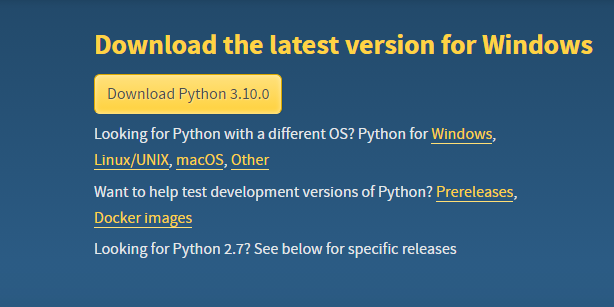 Download the latest version for Windows
Download Python 3.10.0
Looking for Python with a different OS? Python for Windows,
Linux/UNIX, macOS, Other
Want to help test development versions of Python? Prereleases,
Docker images
Looking for Python 2.7? See below for specific releases